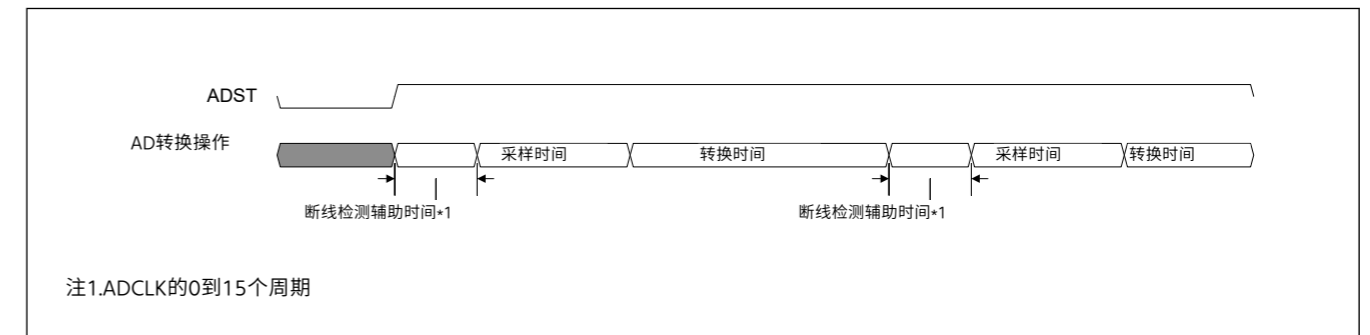 ADST
AD转换操作
采样时间 转换时间 采样时间 转换时间
断线检测辅助时间*1 断线检测辅助时间*1
注1.ADCLK的0到15个周期